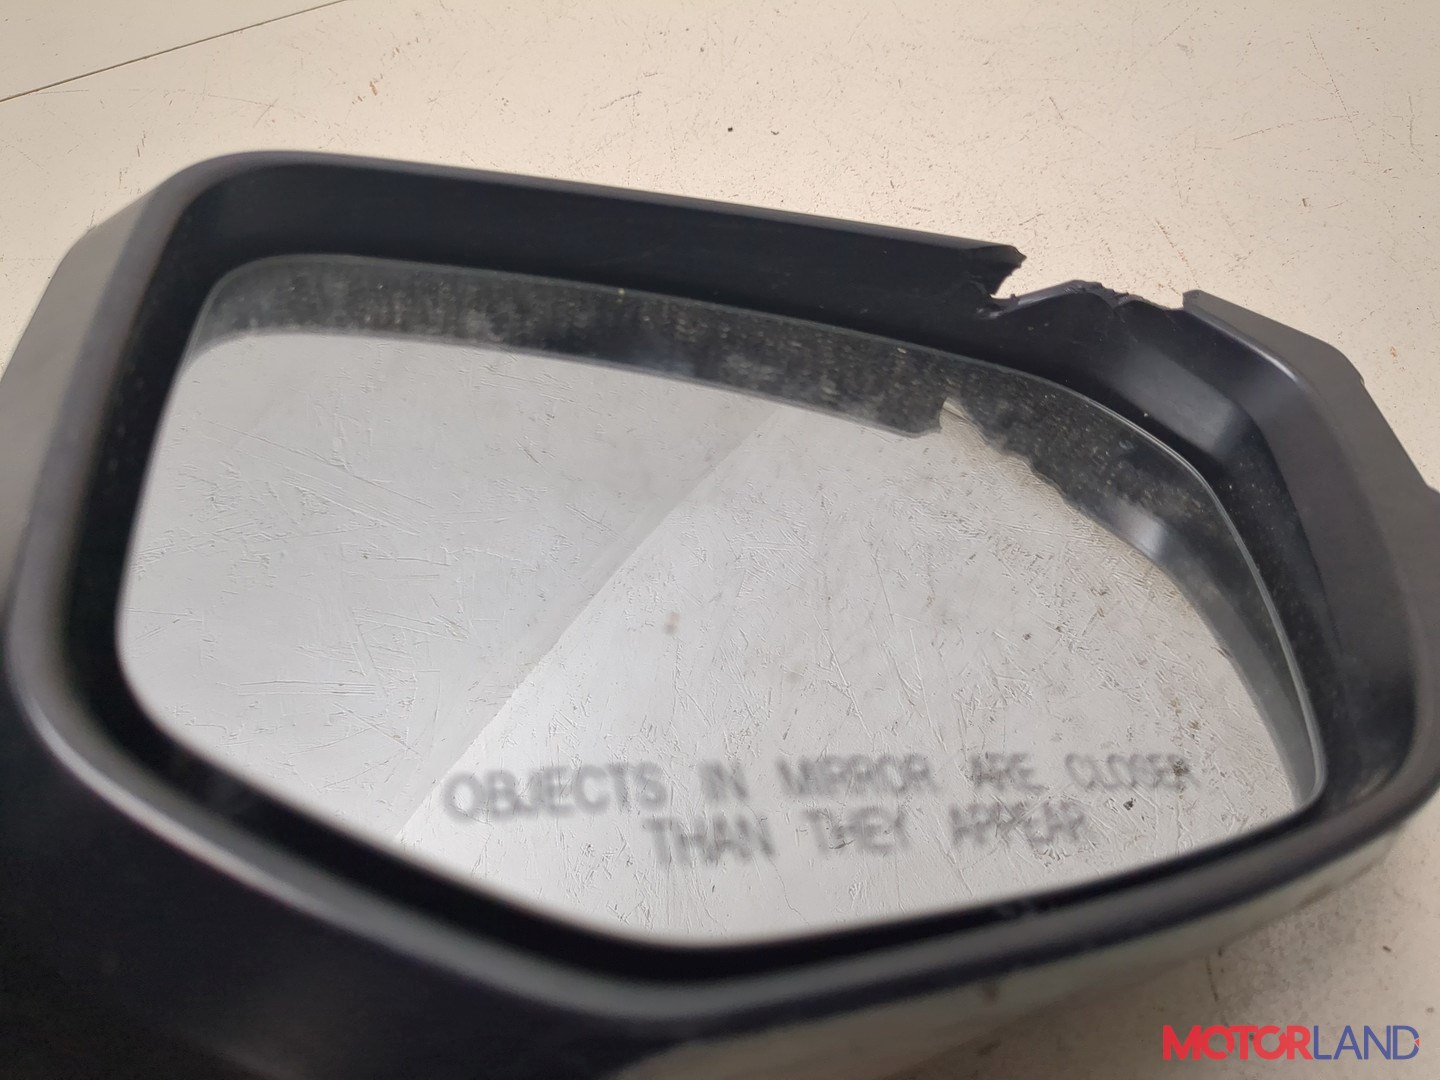 OBJECTS IN MIRROR ARE CLOSER
THAN THEY APPEAR
MOTORLAND